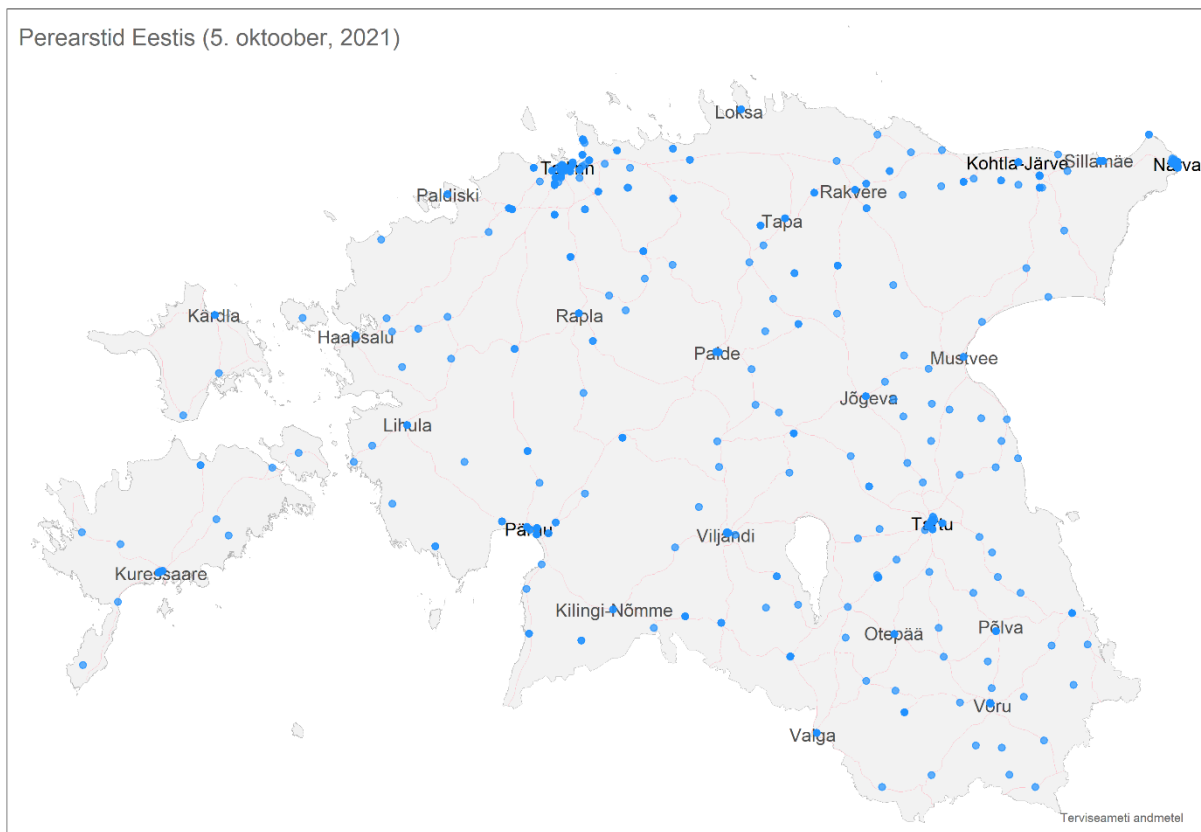 Perearstid Eestis (5. oktoober, 2021)
Loksa
Tallinn
Kohtla-Järve
Sillamäe
Narva
Paldiski
Rakvere
Tapa
Kärdla
Rapla
Haapsalu
Paide
Mustvee
Jõgeva
Lihula
Tartu
Pärnu
Viljandi
Kuressaare
Kilingi-Nõmme
Otepää
Põlva
Võru
Valga
Terviseameti andmetel